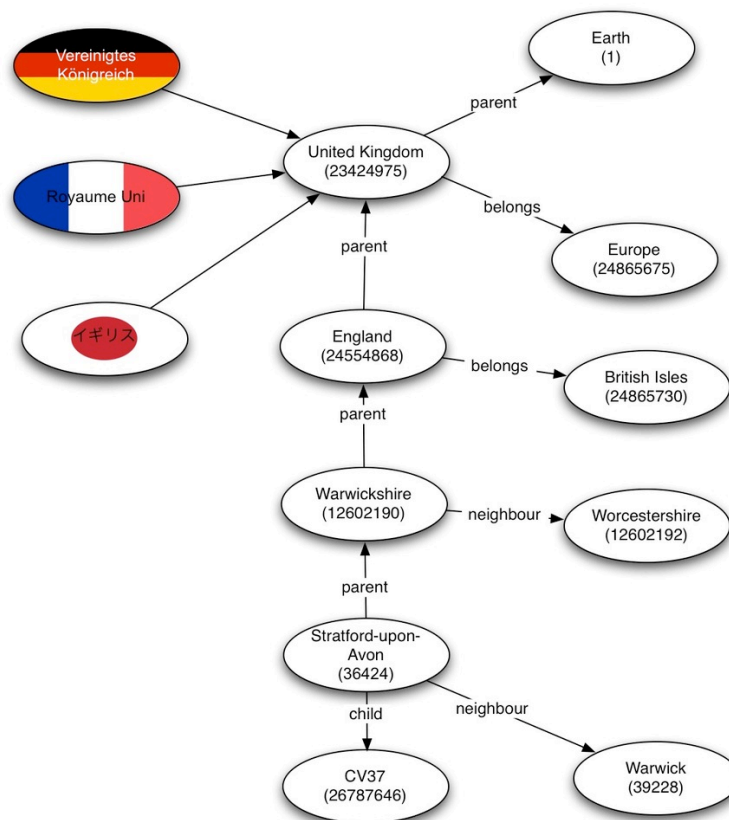 Vereinigtes
Königreich
Earth
(1)
parent
United Kingdom
(23424975)
Royaume Uni
belongs
Europe
(24865675)
parent
イギリス
England
(24554868)
belongs
British Isles
(24865730)
parent
Warwickshire
(12602190)
neighbour
Worcestershire
(12602192)
parent
Stratford-upon-
Avon
(36424)
child
neighbour
CV37
(26787646)
Warwick
(39228)